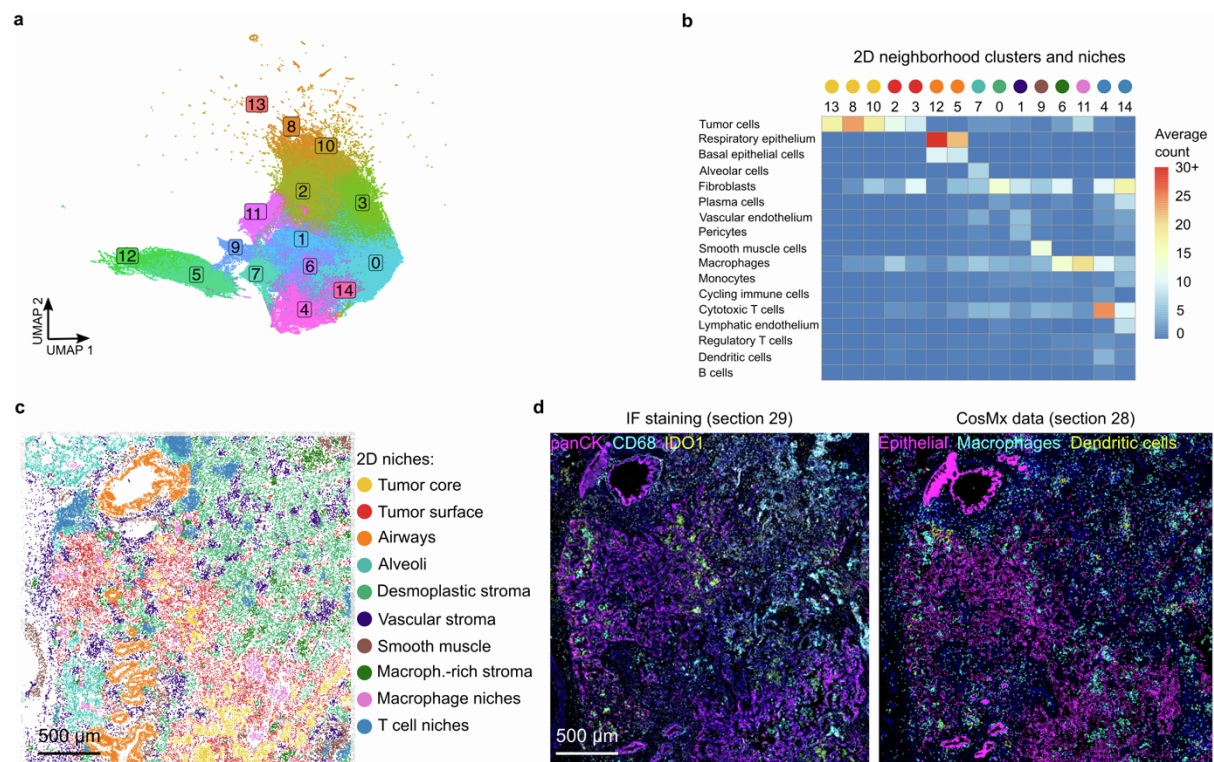 a
13
8
10
2
3
11
1
9
12
6
0
5
7
14
4
UMAP 2
UMAP 1
b
2D neighborhood clusters and niches
13 8 10 2 3 12 5 7 0 1 9 6 11 4 14
Tumor cells
Respiratory epithelium
Basal epithelial cells
Alveolar cells
Fibroblasts
Plasma cells
Vascular endothelium
Pericytes
Smooth muscle cells
Macrophages
Monocytes
Cycling immune cells
Cytotoxic T cells
Lymphatic endothelium
Regulatory T cells
Dendritic cells
B cells
Average
count
30+
25
20
15
10
5
0
c
500 µm
2D niches:
Tumor core
Tumor surface
Airways
Alveoli
Desmoplastic stroma
Vascular stroma
Smooth muscle
Macroph.-rich stroma
Macrophage niches
T cell niches
d
IF staining (section 29)
panCK CD68 IDO1
500 µm
CosMx data (section 28)
Epithelial Macrophages Dendritic cells